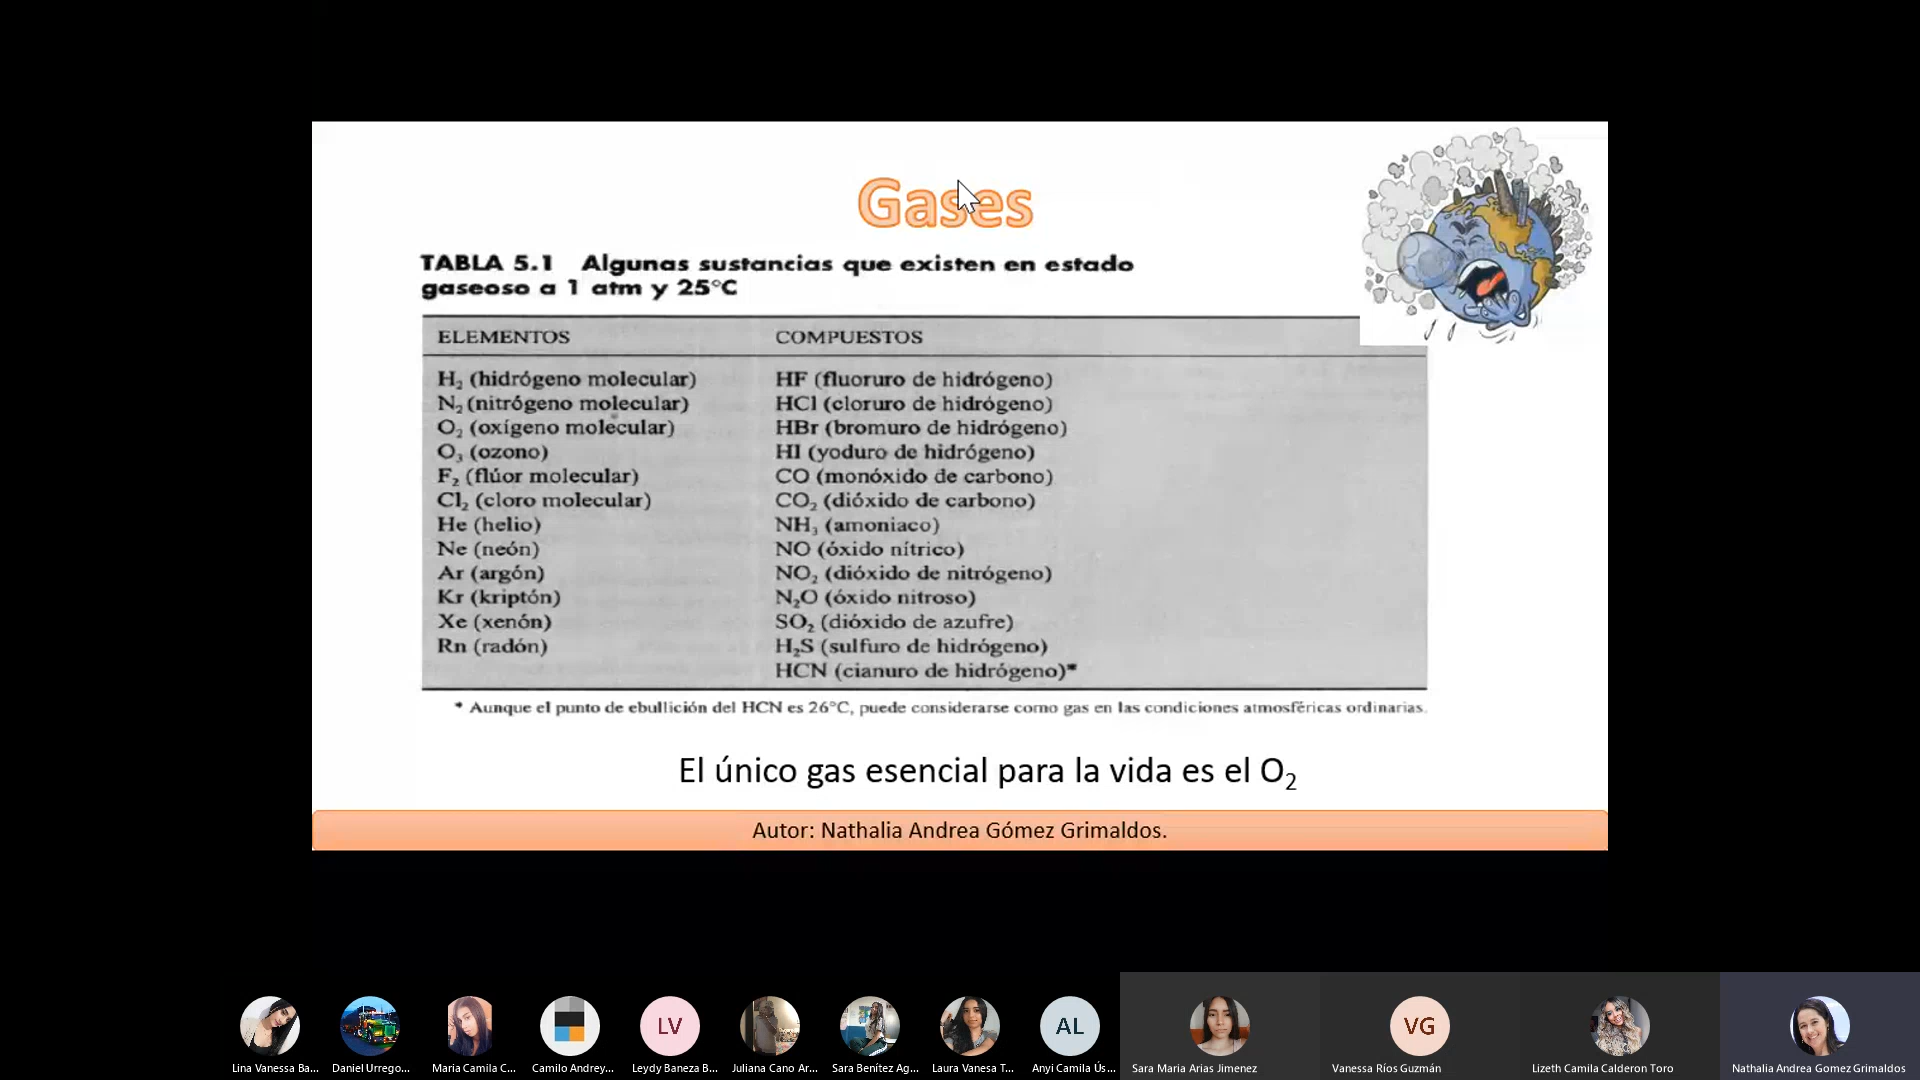 Gases
TABLA 5.1 Algunas sustancias que existen en estado
gaseoso a 1 atm y 25°C
ELEMENTOS COMPUESTOS
H₂ (hidrógeno molecular) HF (fluoruro de hidrógeno)
N₂ (nitrógeno molecular) HCl (cloruro de hidrógeno)
O₂ (oxígeno molecular) HBr (bromuro de hidrógeno)
O₃ (ozono) HI (yoduro de hidrógeno)
F₂ (flúor molecular) CO (monóxido de carbono)
Cl₂ (cloro molecular) CO₂ (dióxido de carbono)
He (helio) NH₃ (amoniaco)
Ne (neón) NO (óxido nítrico)
Ar (argón) NO₂ (dióxido de nitrógeno)
Kr (kriptón) N₂O (óxido nitroso)
Xe (xenón) SO₂ (dióxido de azufre)
Rn (radón) H₂S (sulfuro de hidrógeno)
HCN (cianuro de hidrógeno)*
* Aunque el punto de ebullición del HCN es 26°C, puede considerarse como gas en las condiciones atmosféricas ordinarias.
El único gas esencial para la vida es el O₂
Autor: Nathalia Andrea Gómez Grimaldos.
LV AL VG
Lina Vanessa Ba... Daniel Urrego... Maria Camila C... Camilo Andrey... Leydy Baneza B... Juliana Cano Ar... Sara Benítez Ag... Laura Vanesa T... Anyi Camila Ús... Sara Maria Arias Jimenez Vanessa Ríos Guzmán Lizeth Camila Calderon Toro Nathalia Andrea Gomez Grimaldos